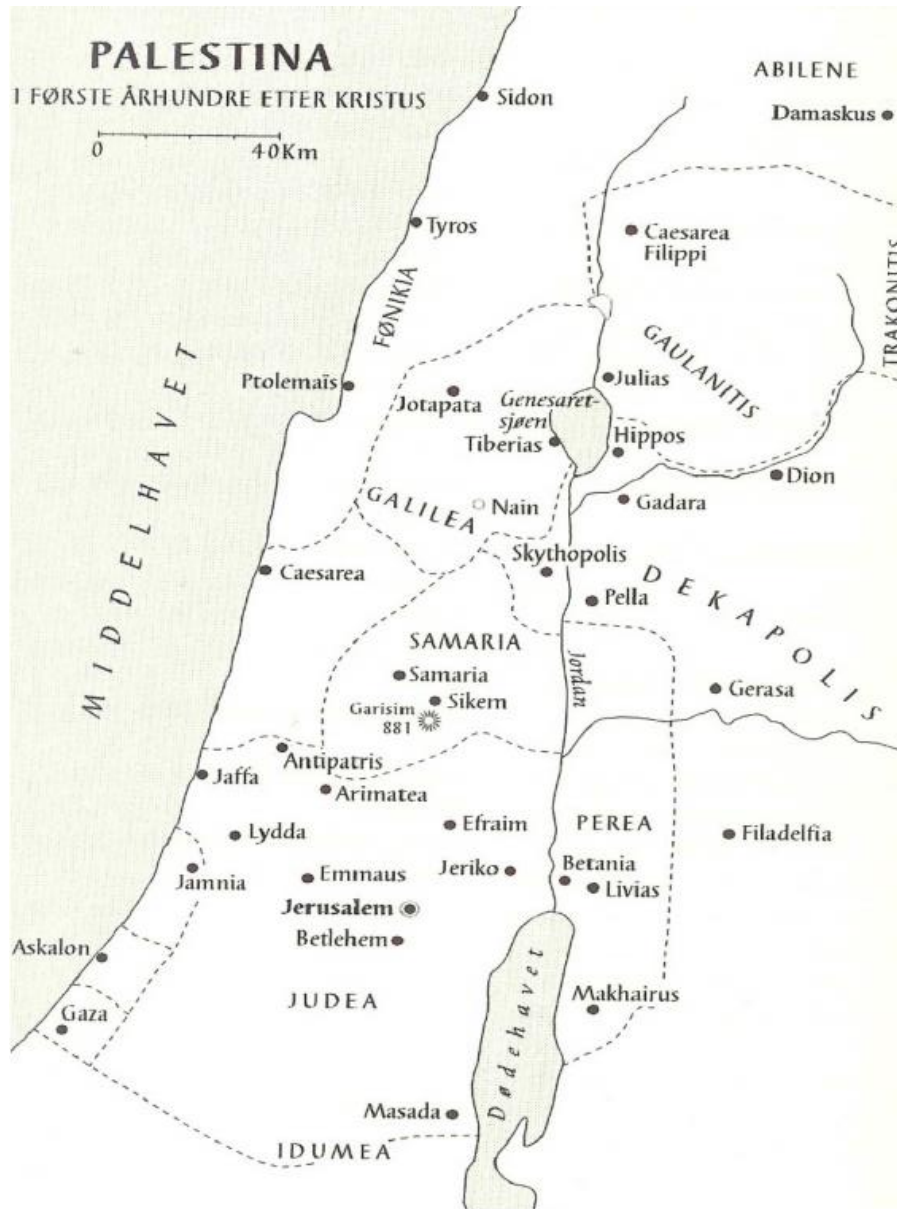 PALESTINA
I FØRSTE ÅRHUNDRE ETTER KRISTUS
0 40Km
ABILENE
Sidon
Damaskus
Tyros
Caesarea
Filippi
FØNIKIA
TRAKONITIS
GAULANITIS
Ptolemaïs
Jotapata
Genesaret-
sjøen
Julias
Tiberias
Hippos
Dion
MIDDELHAVET
GALILEA
Nain
Gadara
Skythopolis
Caesarea
Pella
DEKAPOLIS
SAMARIA
Jordan
Samaria
Sikem
Gerasa
Garisim
881
Antipatris
Jaffa
Arimatea
Lydda
Efraim
PEREA
Filadelfia
Jamnia
Emmaus
Jeriko
Betania
Livias
Jerusalem
Betlehem
Askalon
JUDEA
Makhairus
Gaza
Dødehavet
Masada
IDUMEA